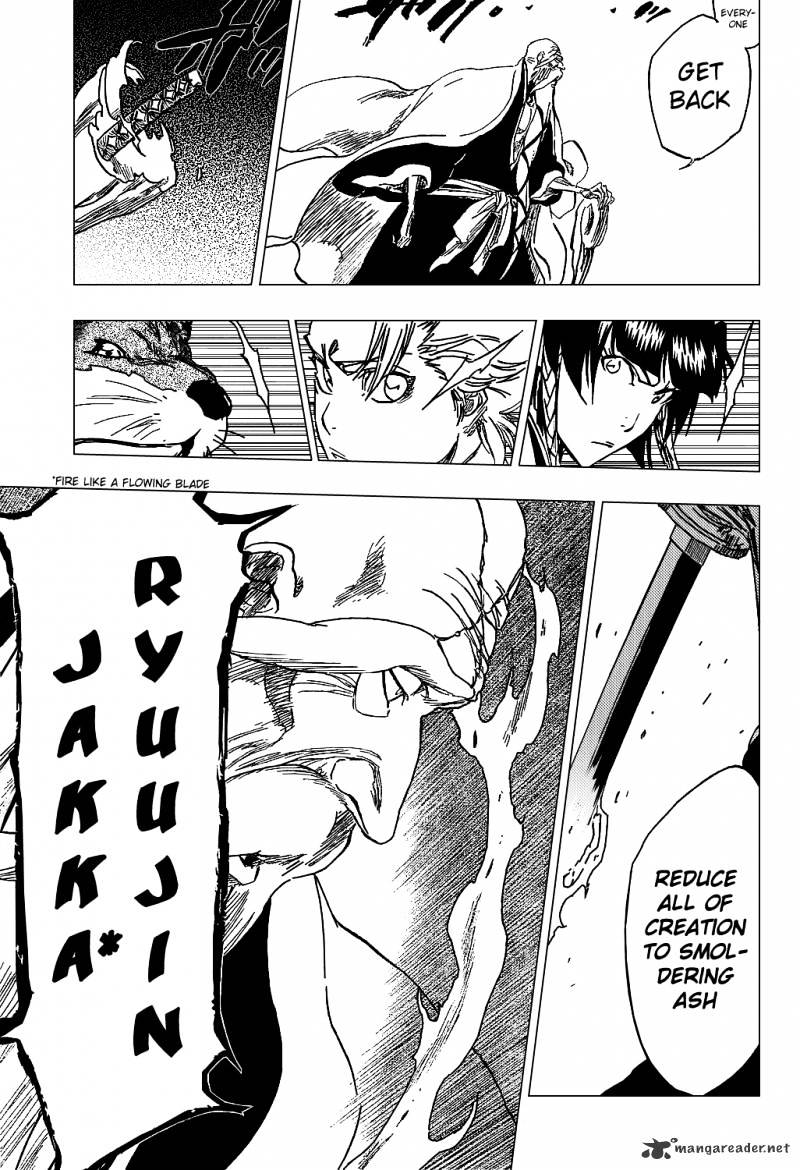 EVERY-
ONE
GET
BACK
*FIRE LIKE A FLOWING BLADE
REDUCE
ALL OF
CREATION
TO SMOL-
DERING
ASH
RYUUJIN
JAKKA*
mangareader.net